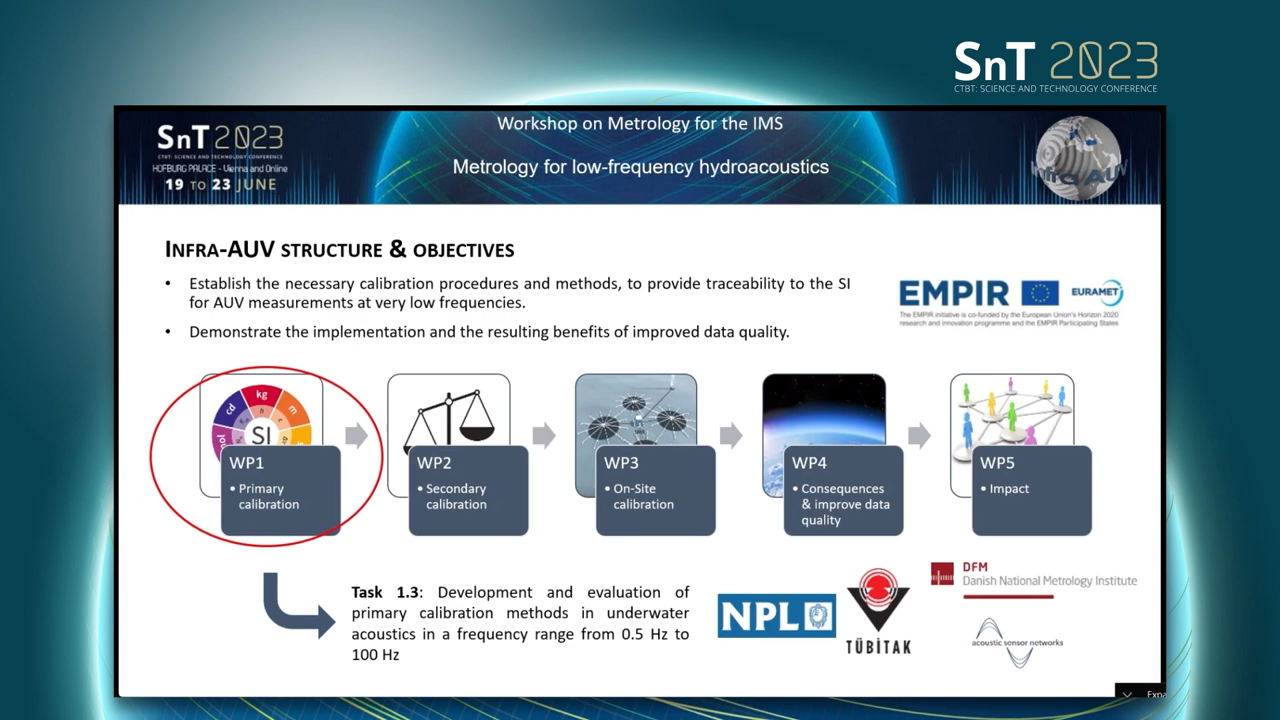 SnT 2023
CTBT: SCIENCE AND TECHNOLOGY CONFERENCE
SnT 2023
CTBT: SCIENCE AND TECHNOLOGY CONFERENCE
HOFBURG PALACE - Vienna and Online
19 TO 23 JUNE
Workshop on Metrology for the IMS
Metrology for low-frequency hydroacoustics
Infra-AUV
INFRA-AUV STRUCTURE & OBJECTIVES
• Establish the necessary calibration procedures and methods, to provide traceability to the SI
for AUV measurements at very low frequencies.
• Demonstrate the implementation and the resulting benefits of improved data quality.
EMPIR
EURAMET
The EMPIR initiative is co-funded by the European Union's Horizon 2020
research and innovation programme and the EMPIR Participating States
cd
kg
m
mol
SI
WP1
• Primary
calibration
WP2
• Secondary
calibration
WP3
• On-Site
calibration
WP4
• Consequences
& improve data
quality
WP5
• Impact
Task 1.3: Development and evaluation of
primary calibration methods in underwater
acoustics in a frequency range from 0.5 Hz to
100 Hz
NPL
TÜBİTAK
DFM
Danish National Metrology Institute
acoustic sensor networks
Expa